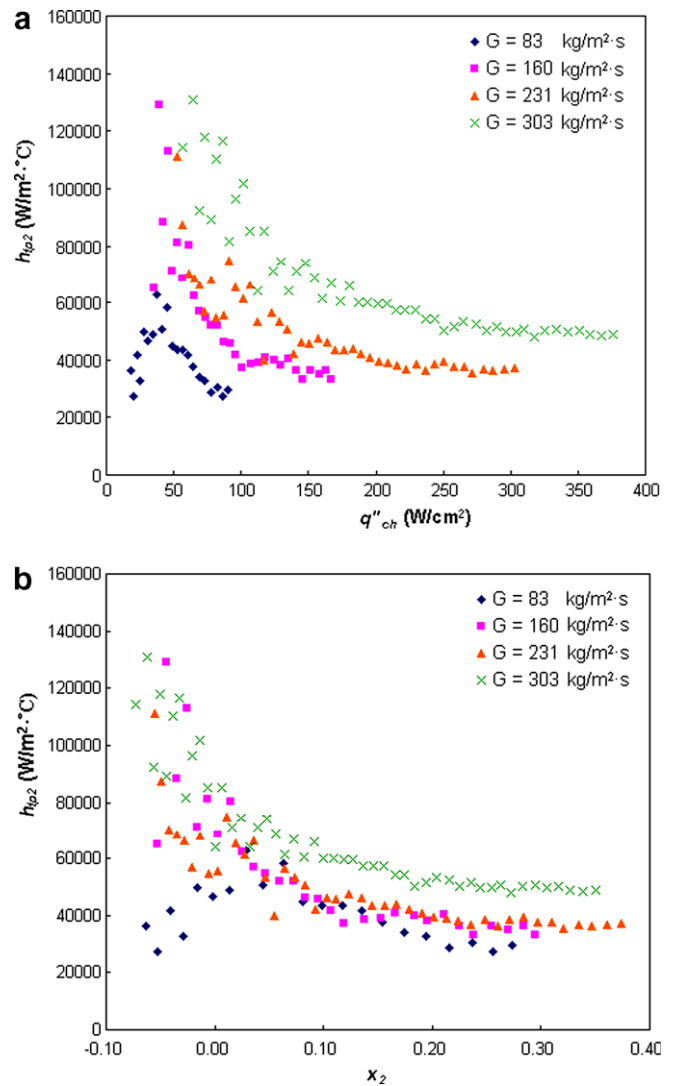 a
160000
140000
120000
100000
80000
60000
40000
20000
0
h_tp2 (W/m²·°C)
G = 83 kg/m²·s
G = 160 kg/m²·s
G = 231 kg/m²·s
G = 303 kg/m²·s
0 50 100 150 200 250 300 350 400
q"_ch (W/cm²)
b
160000
140000
120000
100000
80000
60000
40000
20000
0
h_tp2 (W/m²·°C)
G = 83 kg/m²·s
G = 160 kg/m²·s
G = 231 kg/m²·s
G = 303 kg/m²·s
-0.10 0.00 0.10 0.20 0.30 0.40
x_2